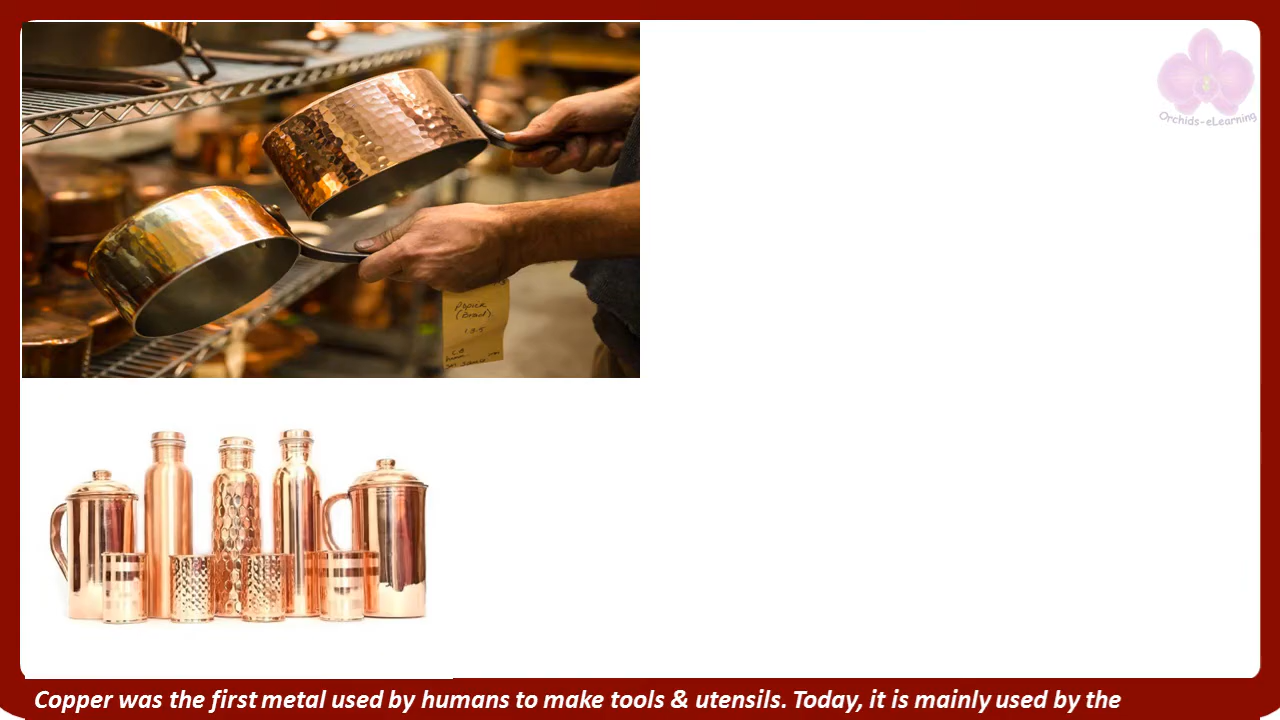 Orchids-eLearning
(Brass)
Copper was the first metal used by humans to make tools & utensils. Today, it is mainly used by the